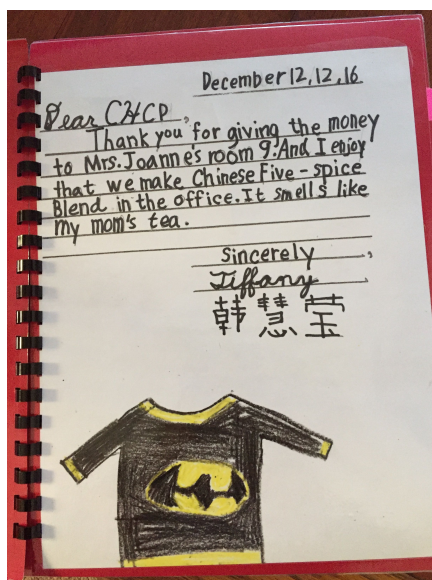 December 12, 12, 16
Dear CHCP,
Thank you for giving the money
to Mrs. Joanne's room 9. And I enjoy
that we make Chinese Five-spice
Blend in the office. It smells like
my mom's tea.
Sincerely,
Tiffany
韩慧莹